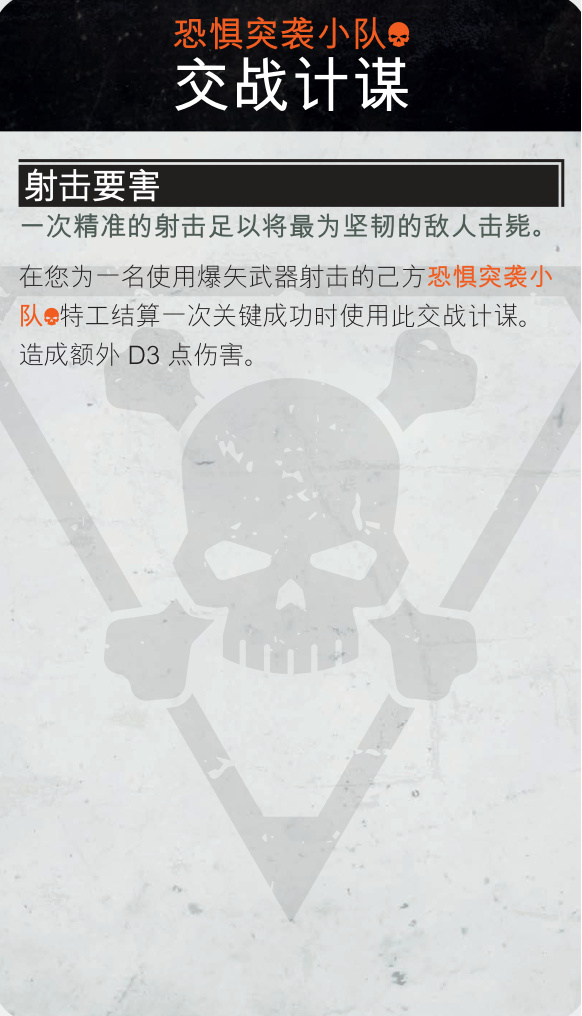 恐惧突袭小队
交战计谋
射击要害
一次精准的射击足以将最为坚韧的敌人击毙。
在您为一名使用爆矢武器射击的己方恐惧突袭小
队特工结算一次关键成功时使用此交战计谋。
造成额外 D3 点伤害。